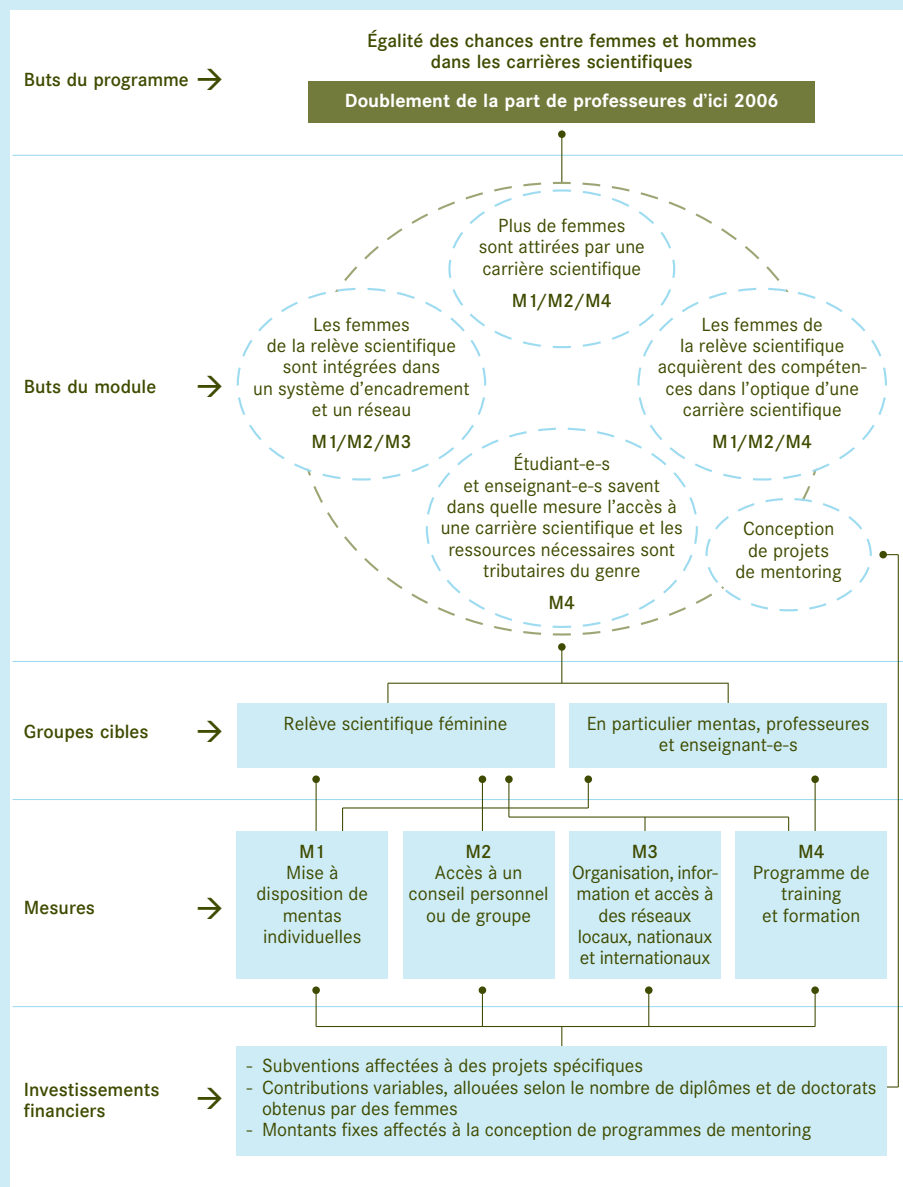 Égalité des chances entre femmes et hommes
dans les carrières scientifiques
Buts du programme
Doublement de la part de professeures d'ici 2006
Plus de femmes
sont attirées par une
carrière scientifique
M1/M2/M4
Buts du module
Les femmes
de la relève scientifique
sont intégrées dans
un système d'encadrement
et un réseau
M1/M2/M3
Les femmes de
la relève scientifique
acquièrent des compéten-
ces dans l'optique d'une
carrière scientifique
M1/M2/M4
Étudiant-e-s
et enseignant-e-s savent
dans quelle mesure l'accès à
une carrière scientifique et les
ressources nécessaires sont
tributaires du genre
M4
Conception
de projets
de mentoring
Groupes cibles
Relève scientifique féminine
En particulier mentas, professeures
et enseignant-e-s
Mesures
M1
Mise à
disposition de
mentas
individuelles
M2
Accès à un
conseil personnel
ou de groupe
M3
Organisation, infor-
mation et accès à
des réseaux
locaux, nationaux
et internationaux
M4
Programme de
training
et formation
Investissements
financiers
- Subventions affectées à des projets spécifiques
- Contributions variables, allouées selon le nombre de diplômes et de doctorats
obtenus par des femmes
- Montants fixes affectés à la conception de programmes de mentoring